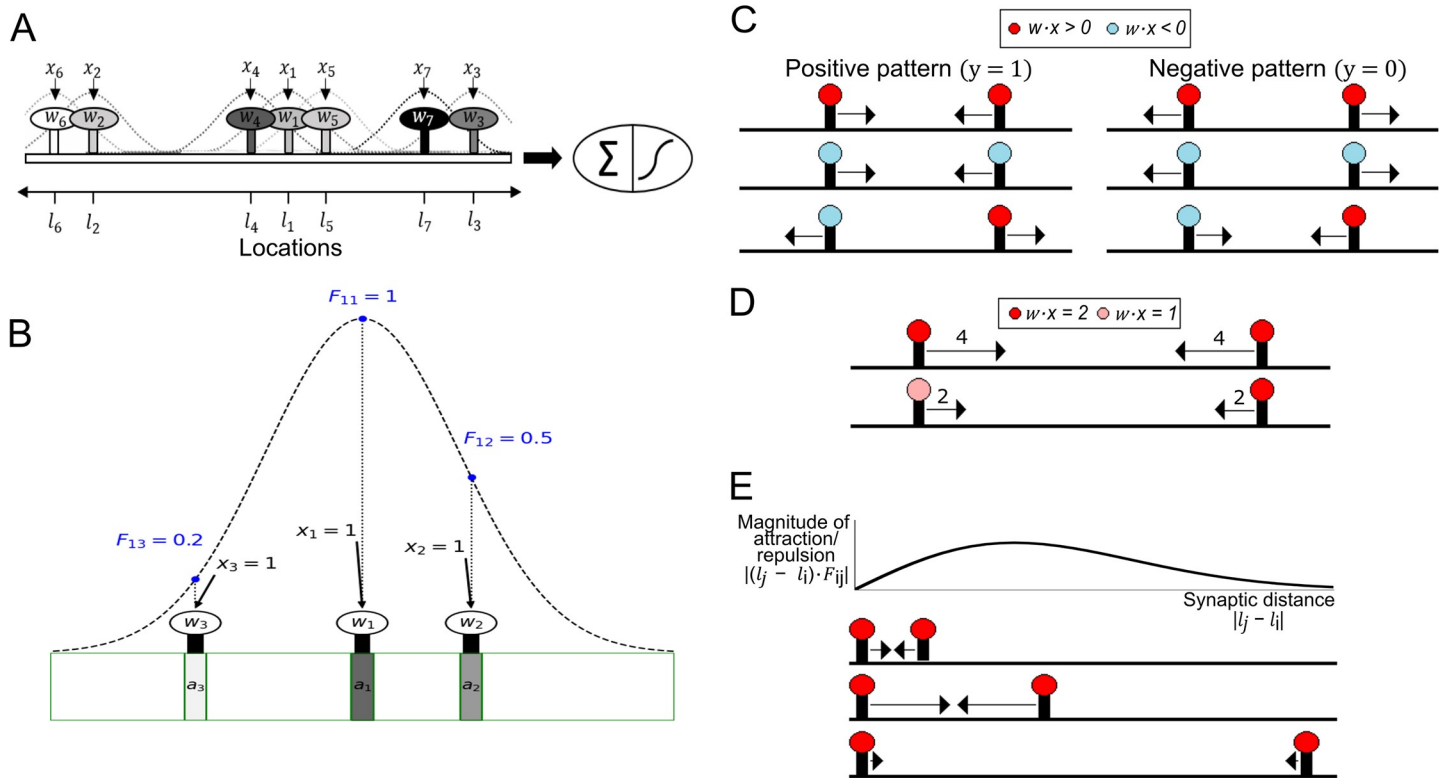 A
x₆ x₂ x₄ x₁ x₅ x₇ x₃
w₆ w₂ w₄ w₁ w₅ w₇ w₃
Σ
l₆ l₂ l₄ l₁ l₅ l₇ l₃
Locations
B
F₁₁ = 1
F₁₂ = 0.5
F₁₃ = 0.2
x₃ = 1
x₁ = 1
x₂ = 1
w₃ w₁ w₂
a₃ a₁ a₂
C
w·x > 0 w·x < 0
Positive pattern (y = 1)
Negative pattern (y = 0)
D
w·x = 2 w·x = 1
4 4
2 2
E
Magnitude of
attraction/
repulsion
|(lⱼ − lᵢ)·Fᵢⱼ|
Synaptic distance
|lⱼ − lᵢ|